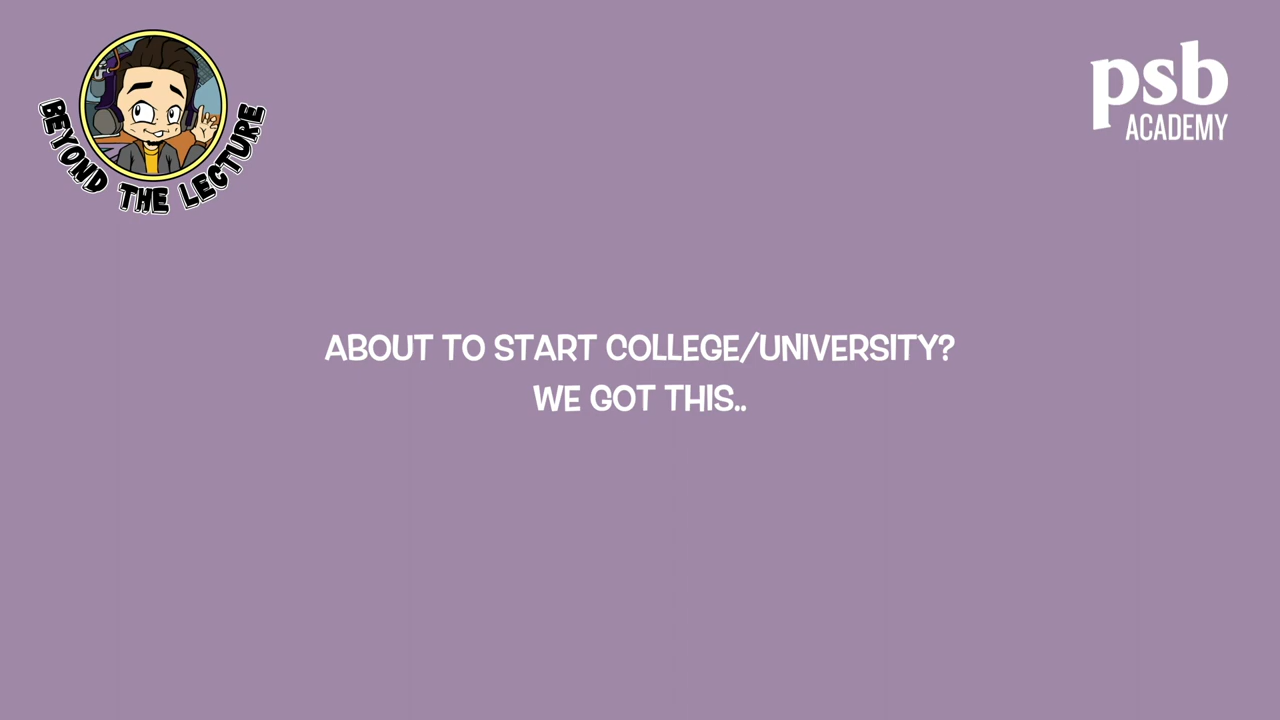 BEYOND THE LECTURE
psb
ACADEMY
ABOUT TO START COLLEGE/UNIVERSITY?
WE GOT THIS..